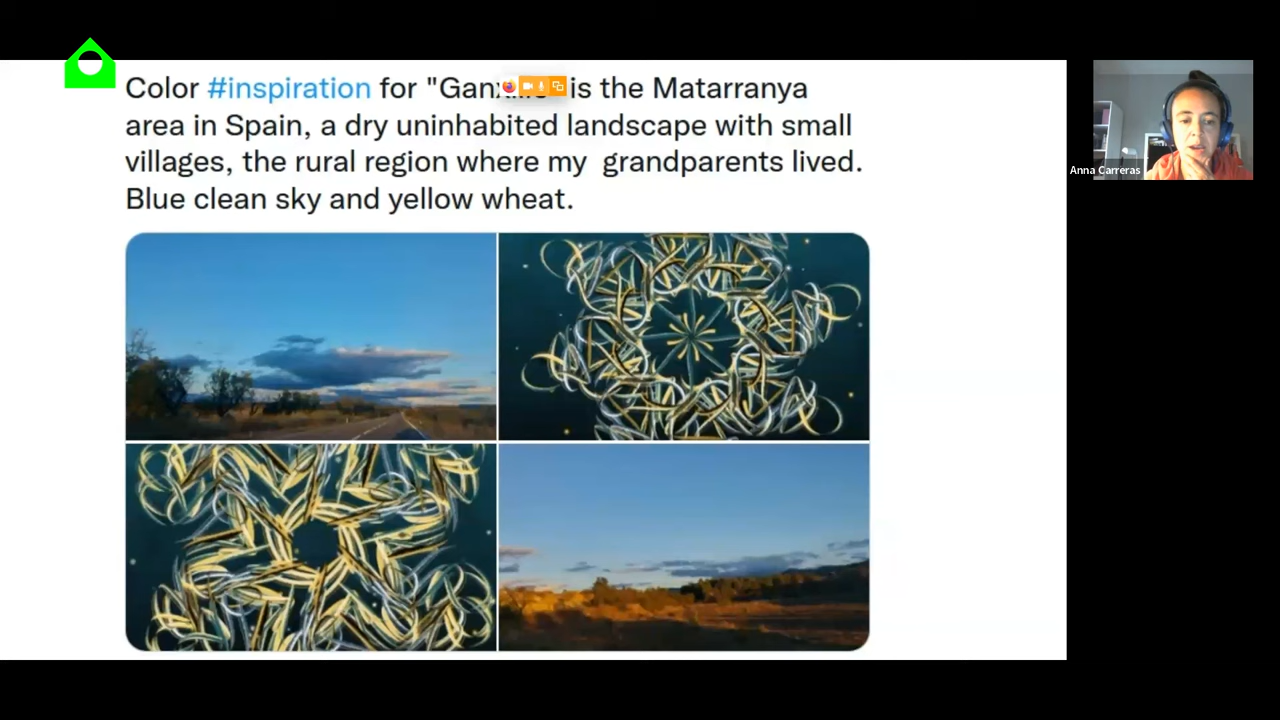 Color #inspiration for "Gan is the Matarranya
area in Spain, a dry uninhabited landscape with small
villages, the rural region where my grandparents lived.
Blue clean sky and yellow wheat.
Anna Carreras